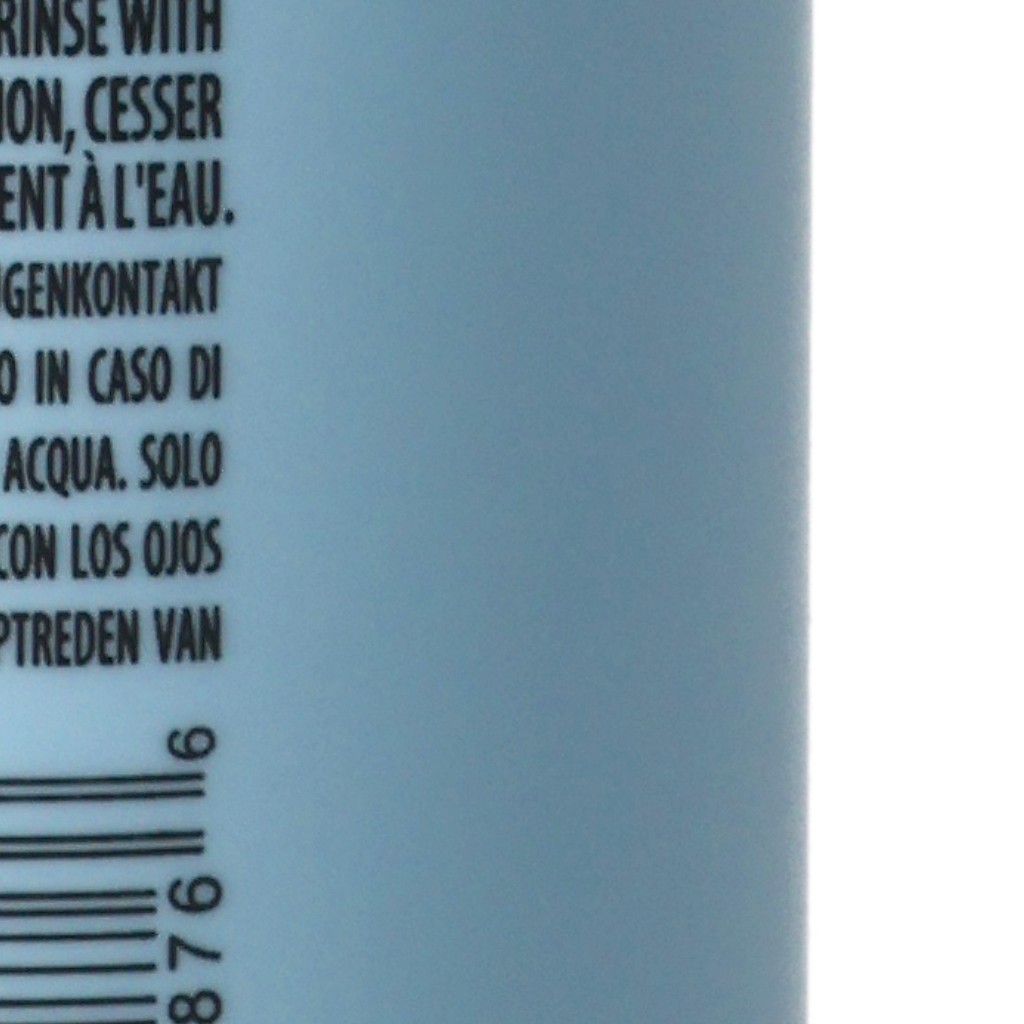 RINSE WITH
ION, CESSER
ENT À L'EAU.
GENKONTAKT
O IN CASO DI
ACQUA. SOLO
CON LOS OJOS
PTREDEN VAN
6
876